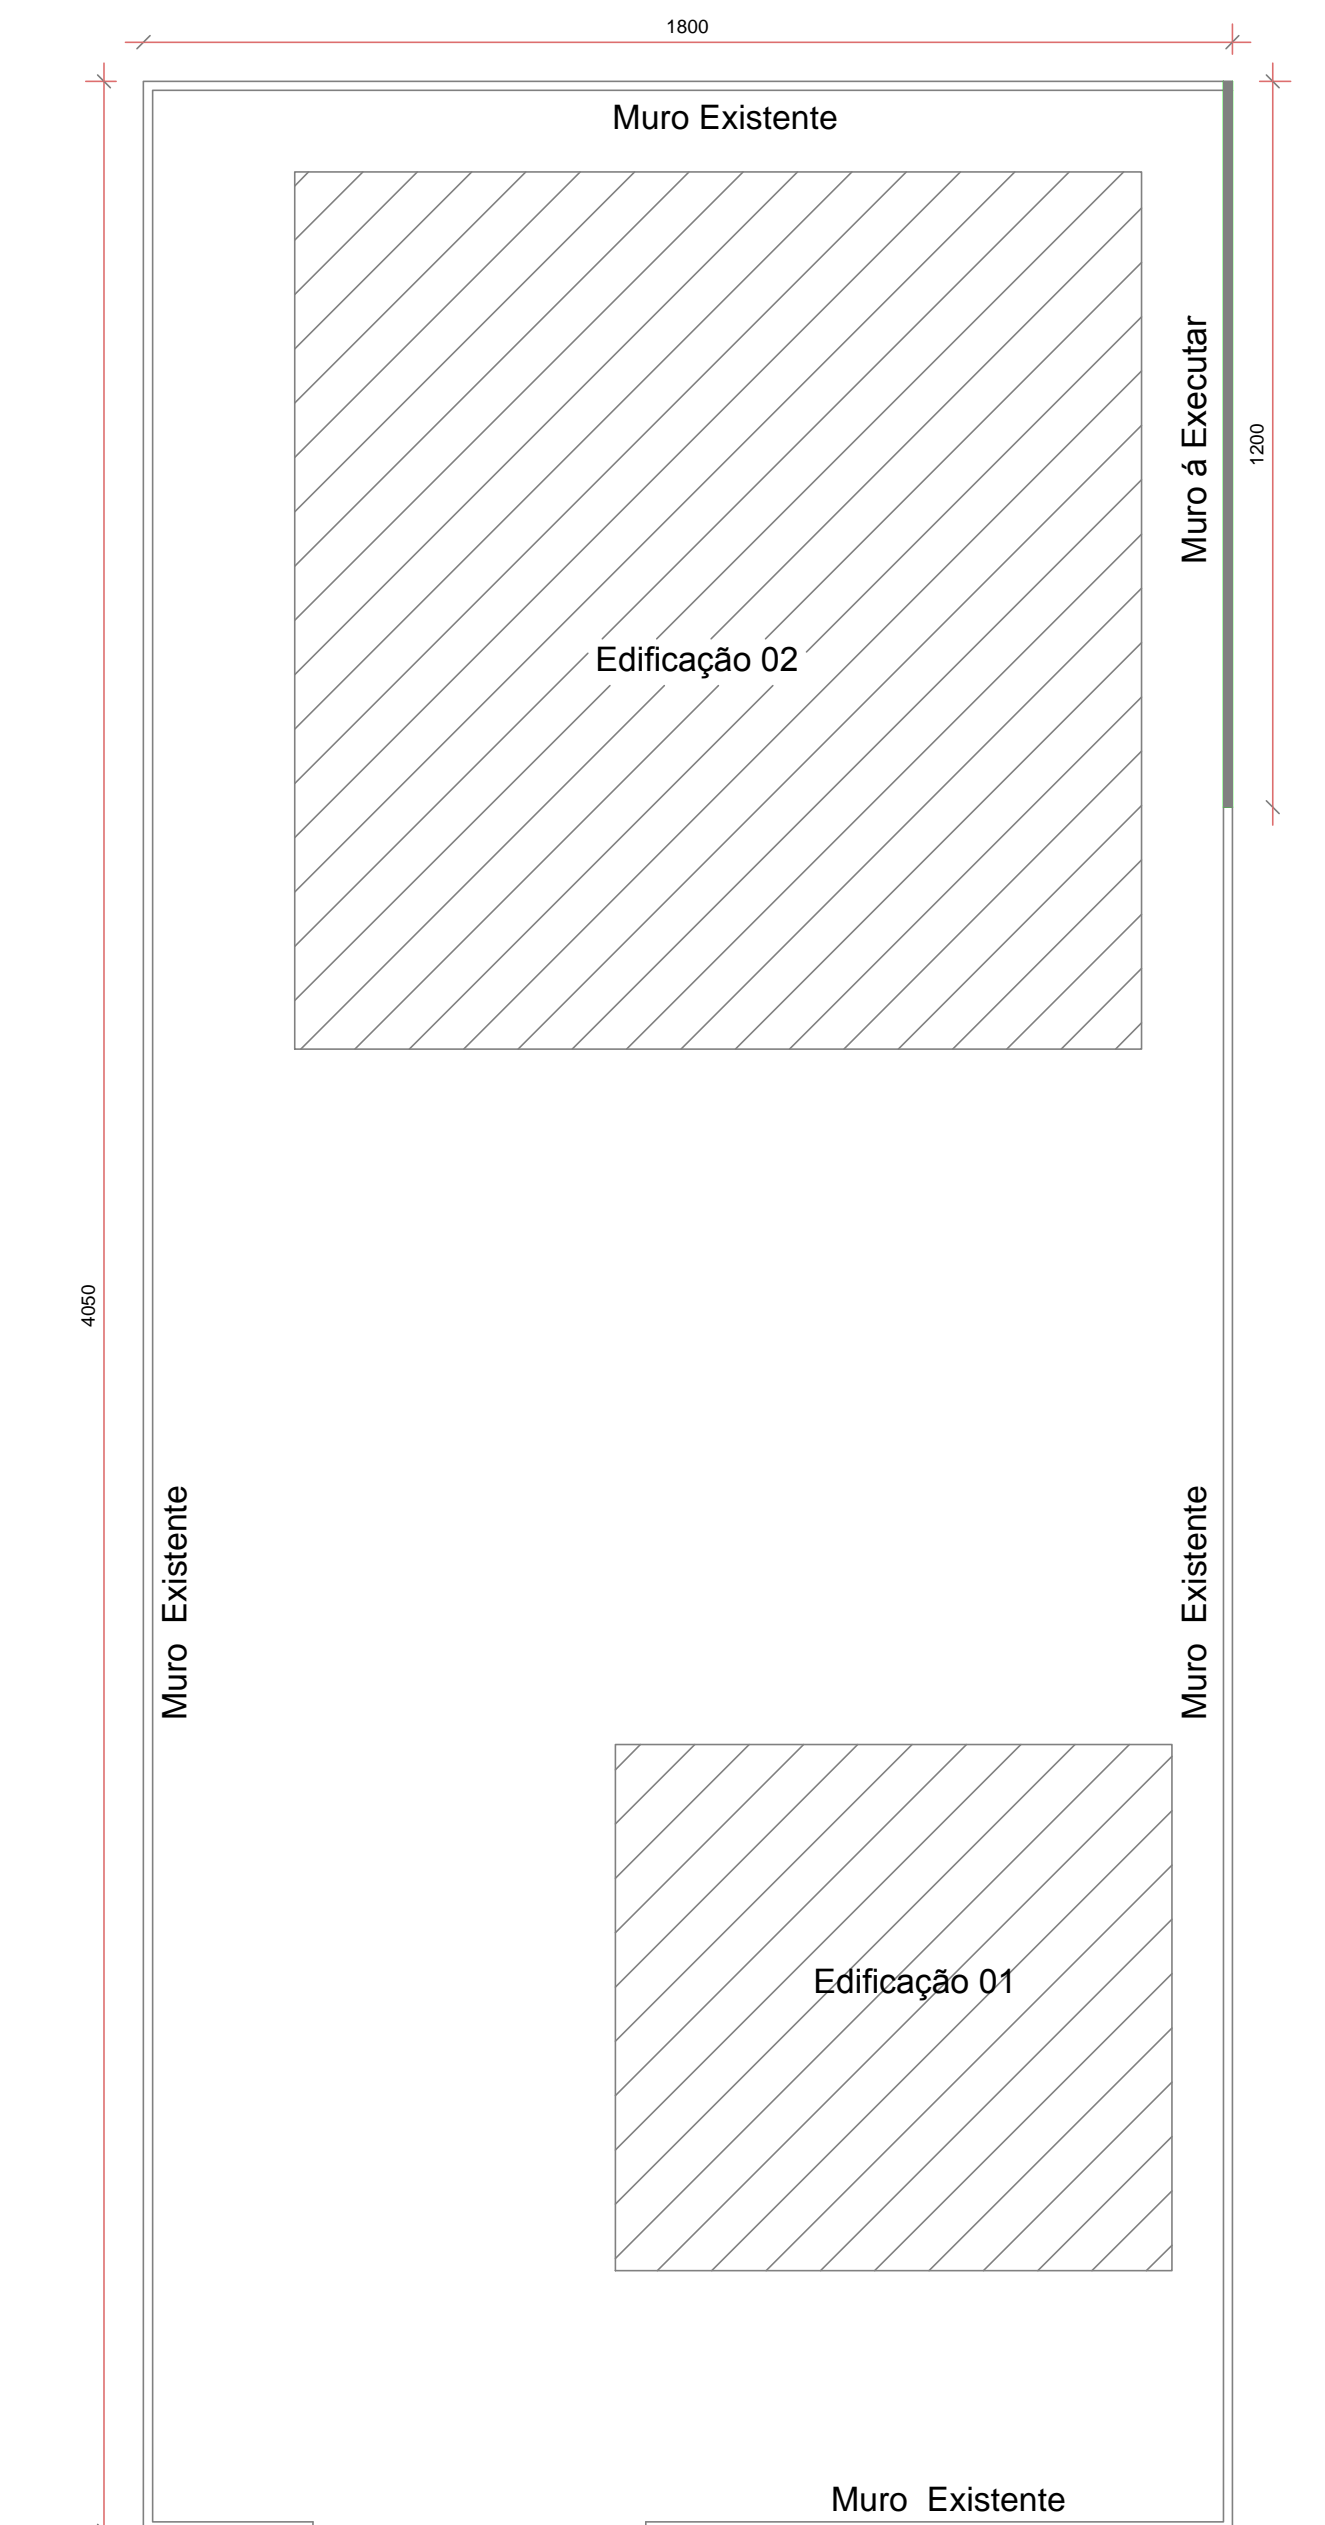 1800
Muro Existente
Muro á Executar
1200
Edificação 02
4050
Muro  Existente
Muro  Existente
Edificação 01
Muro  Existente